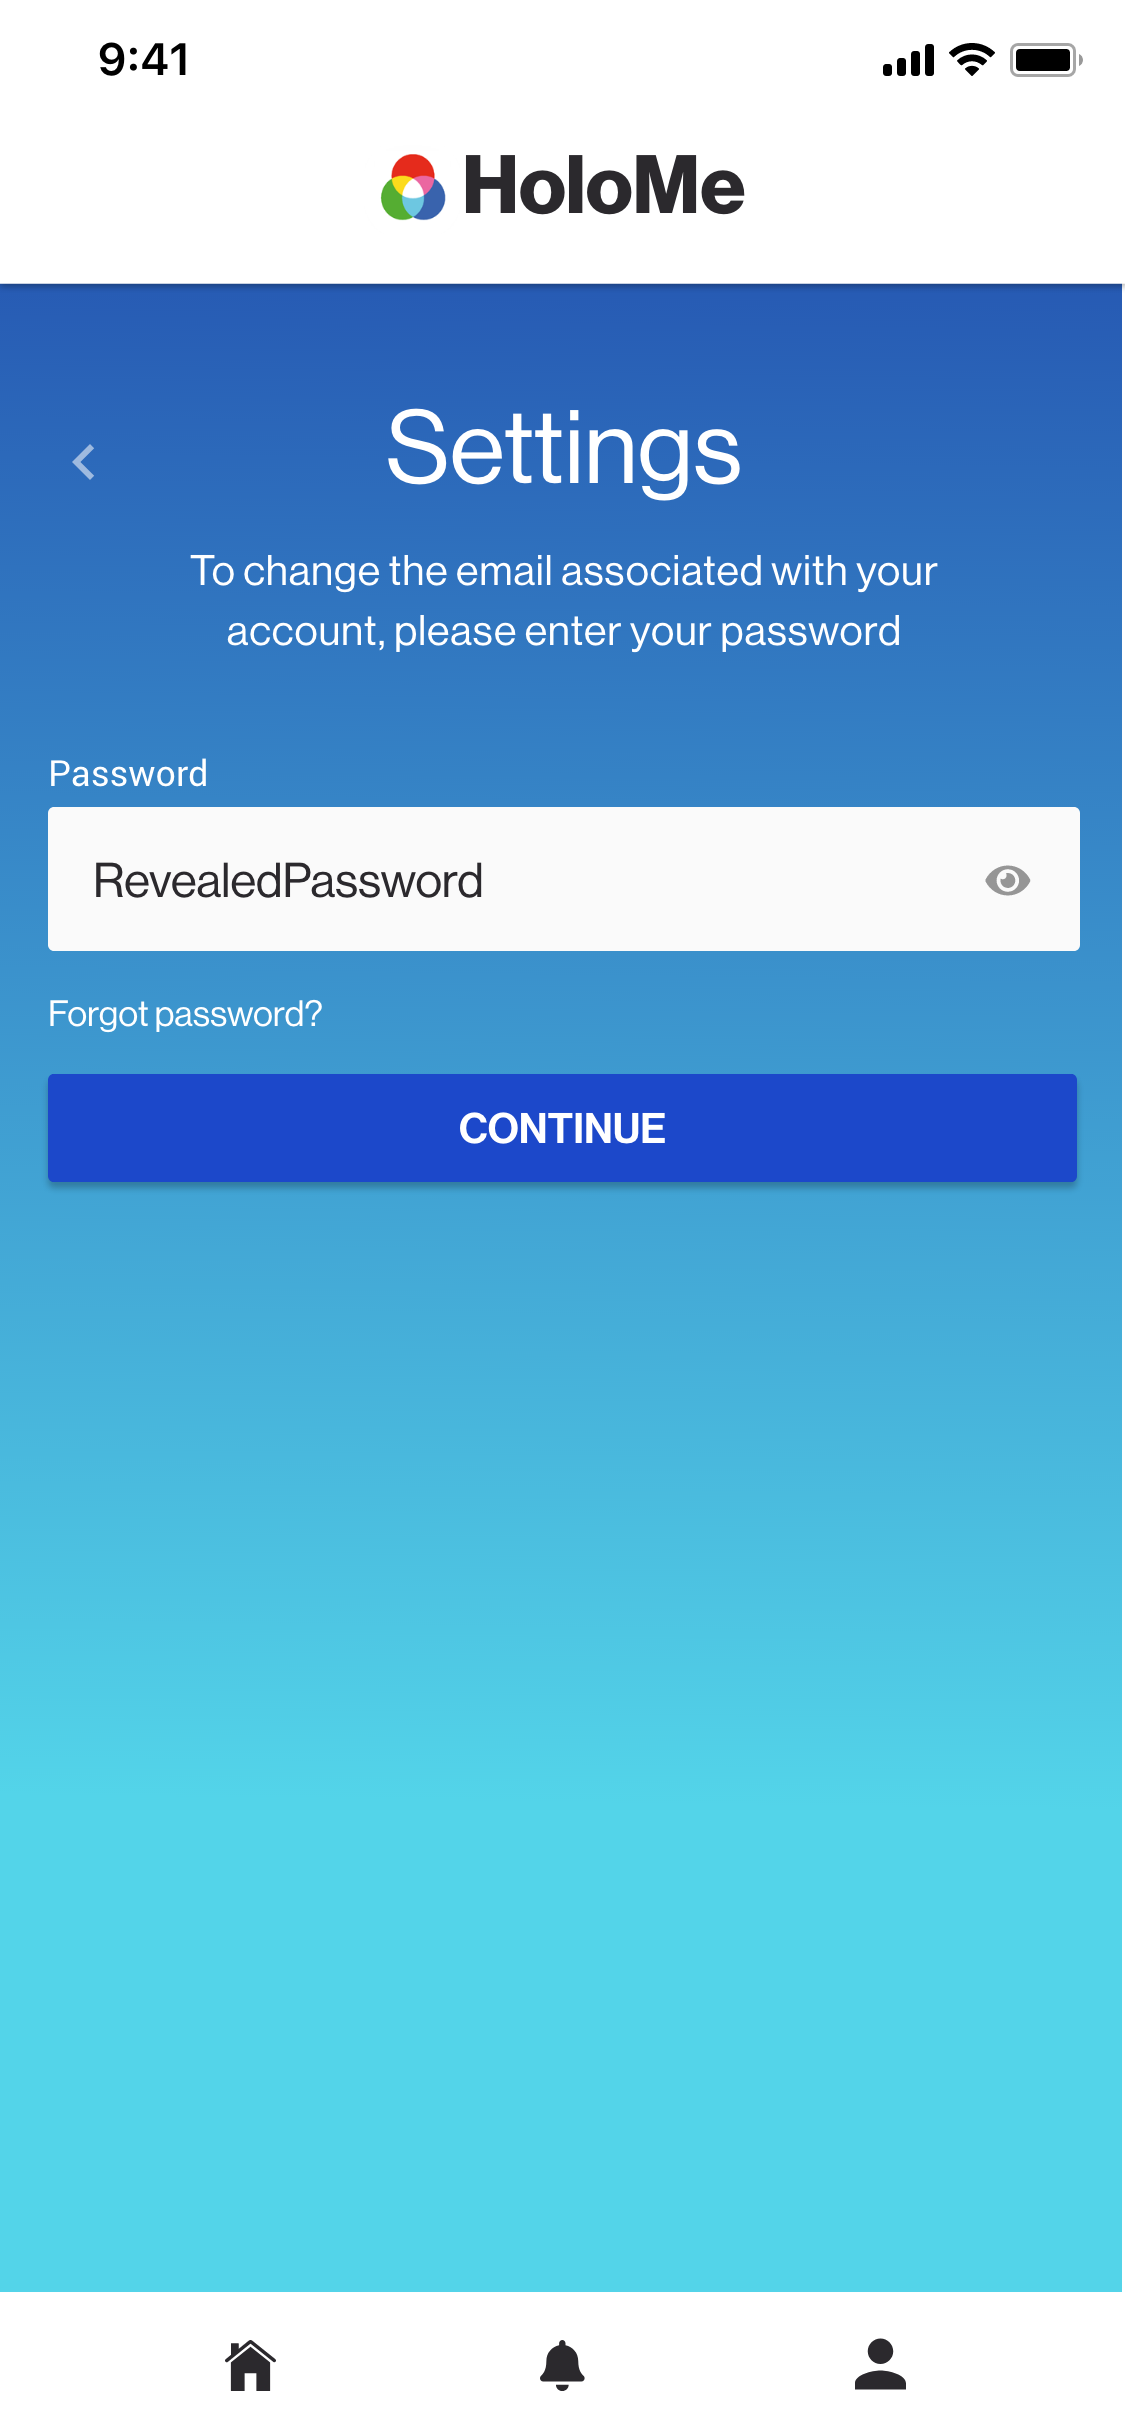 9:41
HoloMe
Settings
To change the email associated with your
account, please enter your password
Password
RevealedPassword
Forgot password?
CONTINUE